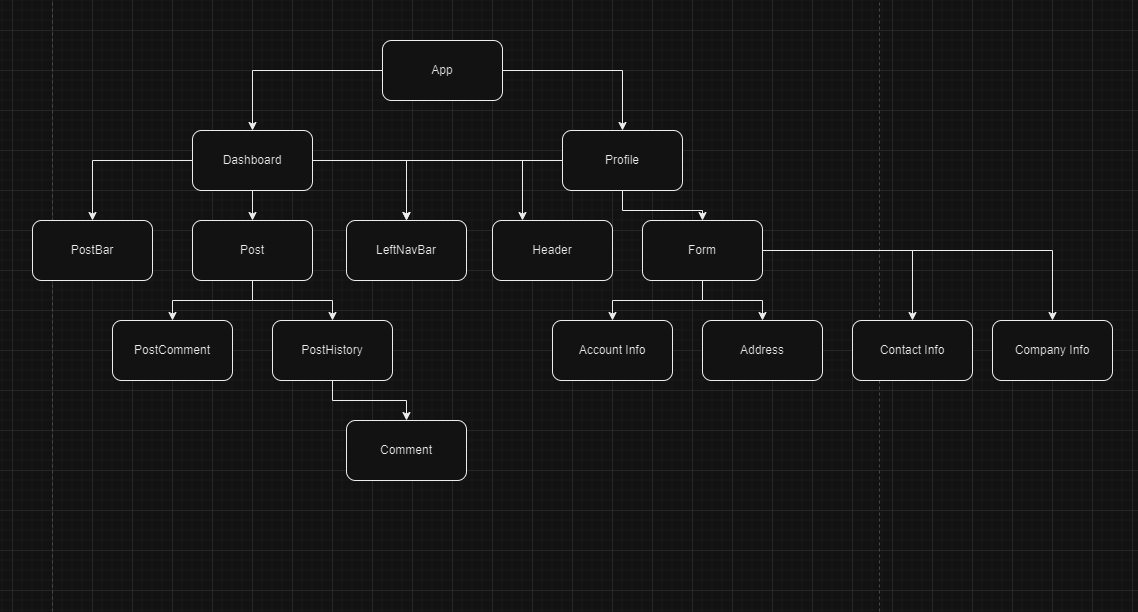 App
Dashboard
Profile
PostBar
Post
LeftNavBar
Header
Form
PostComment
PostHistory
Account Info
Address
Contact Info
Company Info
Comment